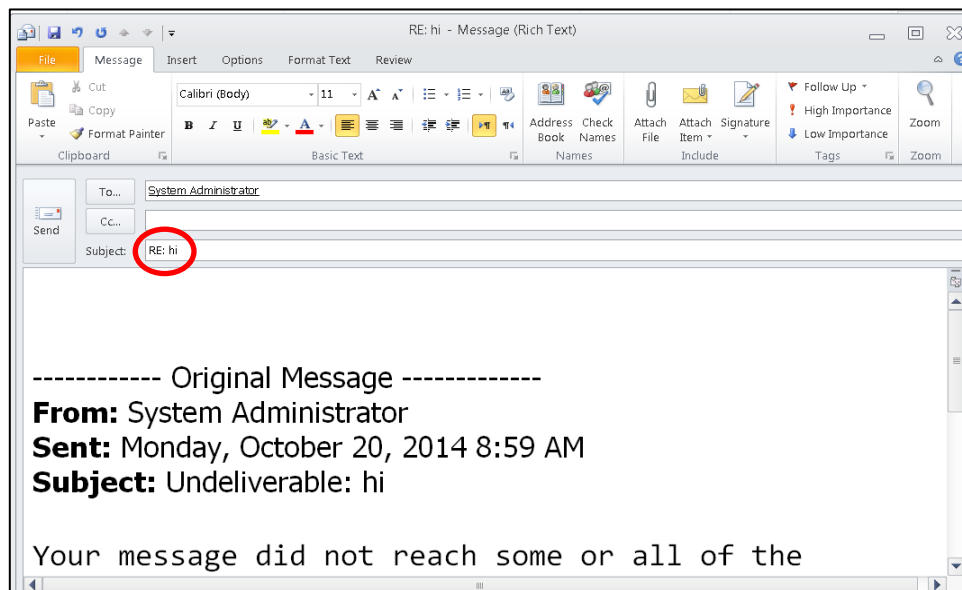 RE: hi - Message (Rich Text)
File Message Insert Options Format Text Review
Cut
Calibri (Body) 11
Follow Up
Copy
High Importance
Paste
Format Painter
Address Book
Check Names
Attach File
Attach Item
Signature
Low Importance
Zoom
Clipboard Basic Text Names Include Tags Zoom
To... System Administrator
Send
Cc...
Subject: RE: hi
------------ Original Message -------------
From: System Administrator
Sent: Monday, October 20, 2014 8:59 AM
Subject: Undeliverable: hi
Your message did not reach some or all of the